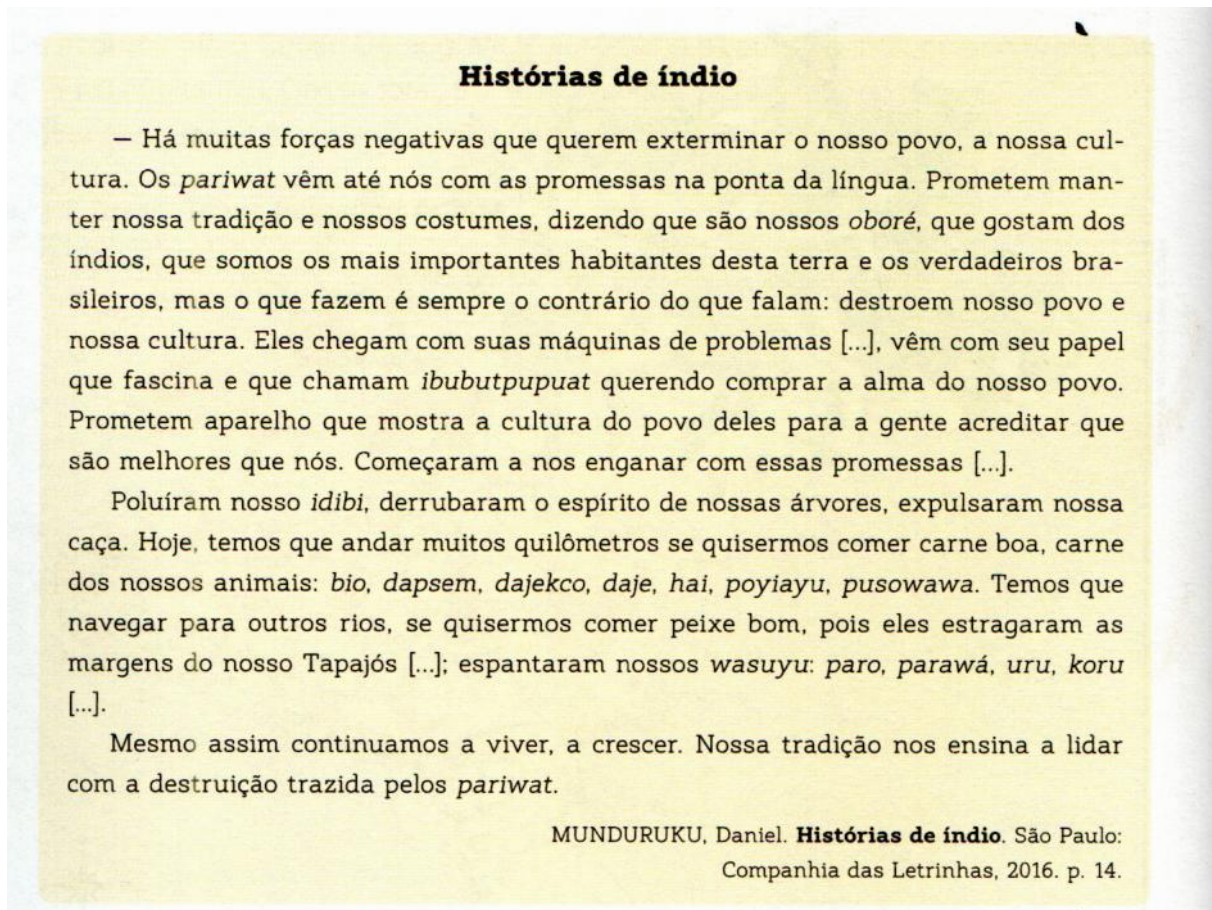 Histórias de índio
— Há muitas forças negativas que querem exterminar o nosso povo, a nossa cul-
tura. Os pariwat vêm até nós com as promessas na ponta da língua. Prometem man-
ter nossa tradição e nossos costumes, dizendo que são nossos oboré, que gostam dos
índios, que somos os mais importantes habitantes desta terra e os verdadeiros bra-
sileiros, mas o que fazem é sempre o contrário do que falam: destroem nosso povo e
nossa cultura. Eles chegam com suas máquinas de problemas [...], vêm com seu papel
que fascina e que chamam ibubutpupuat querendo comprar a alma do nosso povo.
Prometem aparelho que mostra a cultura do povo deles para a gente acreditar que
são melhores que nós. Começaram a nos enganar com essas promessas [...].
Poluíram nosso idibi, derrubaram o espírito de nossas árvores, expulsaram nossa
caça. Hoje, temos que andar muitos quilômetros se quisermos comer carne boa, carne
dos nossos animais: bio, dapsem, dajekco, daje, hai, poyiayu, pusowawa. Temos que
navegar para outros rios, se quisermos comer peixe bom, pois eles estragaram as
margens do nosso Tapajós [...]; espantaram nossos wasuyu: paro, parawá, uru, koru
[...].
Mesmo assim continuamos a viver, a crescer. Nossa tradição nos ensina a lidar
com a destruição trazida pelos pariwat.
MUNDURUKU, Daniel. Histórias de índio. São Paulo:
Companhia das Letrinhas, 2016. p. 14.